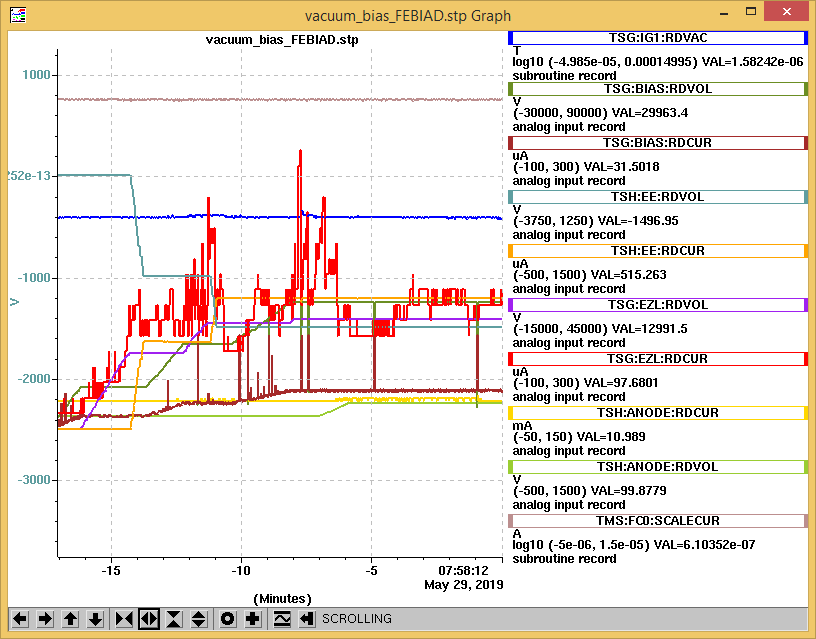 vacuum_bias_FEBIAD.stp Graph
vacuum_bias_FEBIAD.stp
1000
252e-13
-1000
V
-2000
-3000
-15
-10
-5
07:58:12
May 29, 2019
(Minutes)
TSG:IG1:RDVAC
T
log10 (-4.985e-05, 0.00014995) VAL=1.58242e-06
subroutine record
TSG:BIAS:RDVOL
V
(-30000, 90000) VAL=29963.4
analog input record
TSG:BIAS:RDCUR
uA
(-100, 300) VAL=31.5018
analog input record
TSH:EE:RDVOL
V
(-3750, 1250) VAL=-1496.95
analog input record
TSH:EE:RDCUR
uA
(-500, 1500) VAL=515.263
analog input record
TSG:EZL:RDVOL
V
(-15000, 45000) VAL=12991.5
analog input record
TSG:EZL:RDCUR
uA
(-100, 300) VAL=97.6801
analog input record
TSH:ANODE:RDCUR
mA
(-50, 150) VAL=10.989
analog input record
TSH:ANODE:RDVOL
V
(-500, 1500) VAL=99.8779
analog input record
TMS:FC0:SCALECUR
A
log10 (-5e-06, 1.5e-05) VAL=6.10352e-07
subroutine record
SCROLLING